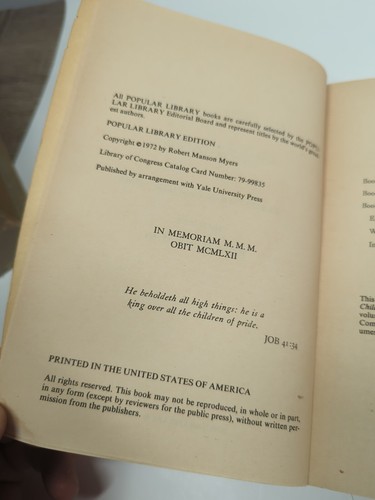 All POPULAR LIBRARY books are carefully selected by the POPU-
LAR LIBRARY Editorial Board and represent titles by the world's great-
est authors.
POPULAR LIBRARY EDITION
Copyright ©1972 by Robert Manson Myers
Library of Congress Catalog Card Number: 79-99835
Published by arrangement with Yale University Press
IN MEMORIAM M. M. M.
OBIT MCMLXII
He beholdeth all high things: he is a
king over all the children of pride.
JOB 41:34
PRINTED IN THE UNITED STATES OF AMERICA
All rights reserved. This book may not be reproduced, in whole or in part,
in any form (except by reviewers for the public press), without written per-
mission from the publishers.
This